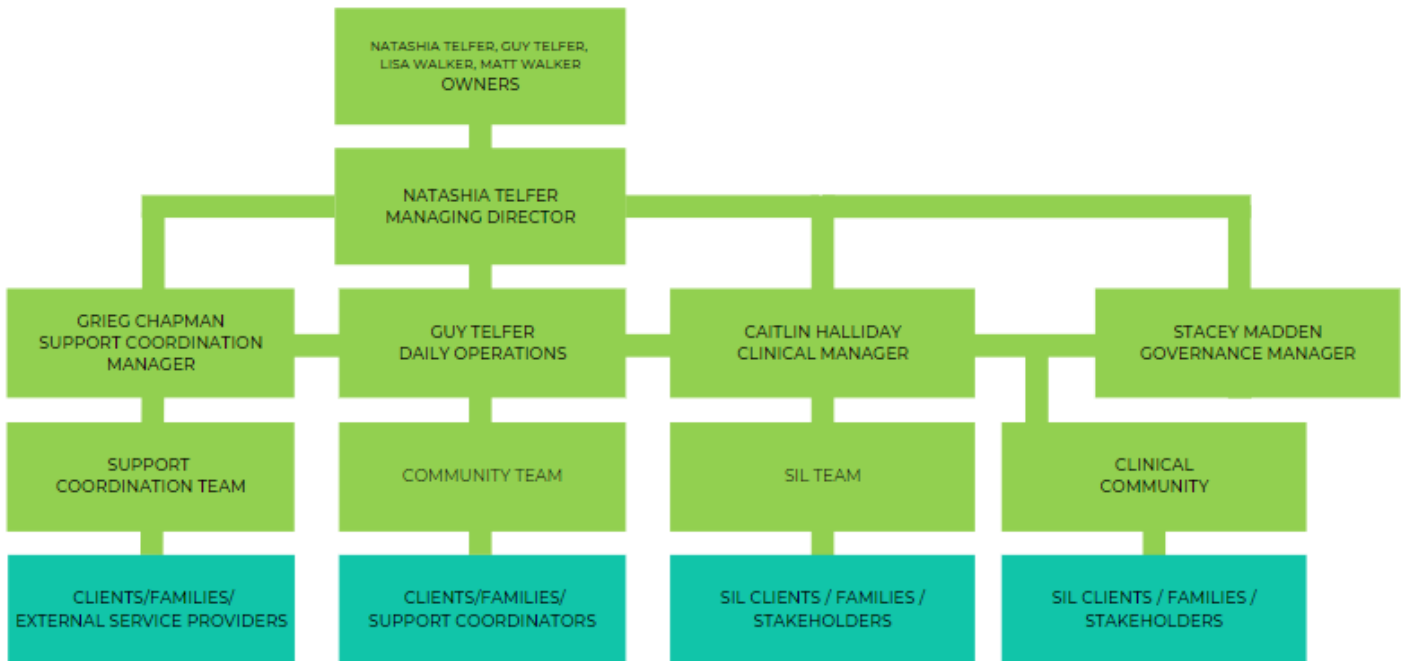 NATASHIA TELFER, GUY TELFER,
LISA WALKER, MATT WALKER
OWNERS
NATASHIA TELFER
MANAGING DIRECTOR
GRIEG CHAPMAN
SUPPORT COORDINATION
MANAGER
GUY TELFER
DAILY OPERATIONS
CAITLIN HALLIDAY
CLINICAL MANAGER
STACEY MADDEN
GOVERNANCE MANAGER
SUPPORT
COORDINATION TEAM
COMMUNITY TEAM
SIL TEAM
CLINICAL
COMMUNITY
CLIENTS/FAMILIES/
EXTERNAL SERVICE PROVIDERS
CLIENTS/FAMILIES/
SUPPORT COORDINATORS
SIL CLIENTS / FAMILIES /
STAKEHOLDERS
SIL CLIENTS / FAMILIES /
STAKEHOLDERS